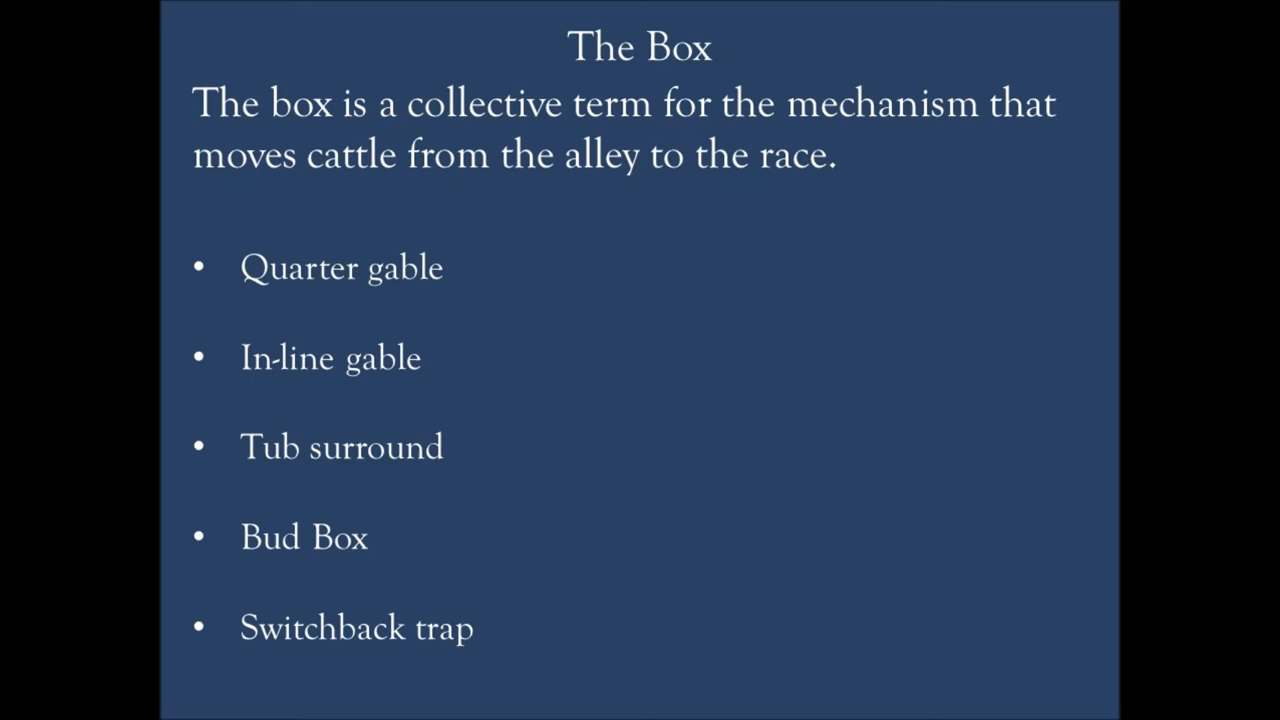 The Box
The box is a collective term for the mechanism that
moves cattle from the alley to the race.
• Quarter gable
• In-line gable
• Tub surround
• Bud Box
• Switchback trap